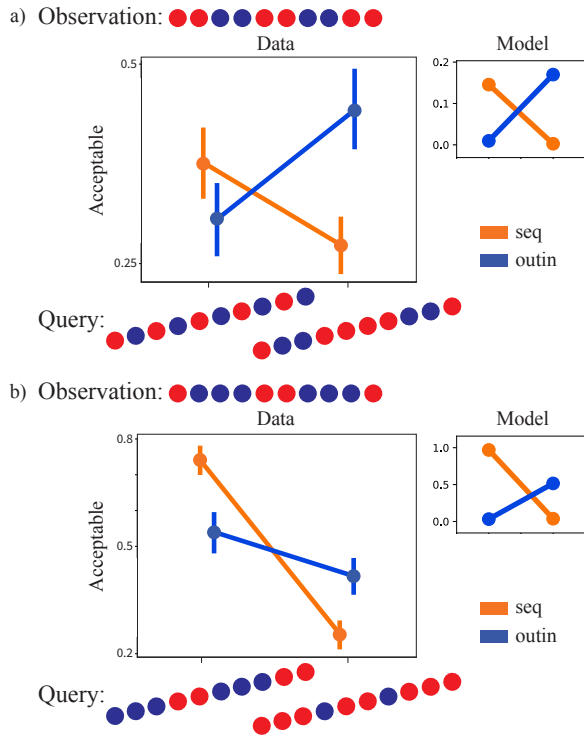 a) Observation:
Data
Model
0.5
0.25
Acceptable
0.2
0.1
0.0
seq
outin
Query:
b) Observation:
Data
Model
0.8
0.5
0.2
Acceptable
1.0
0.5
0.0
seq
outin
Query: